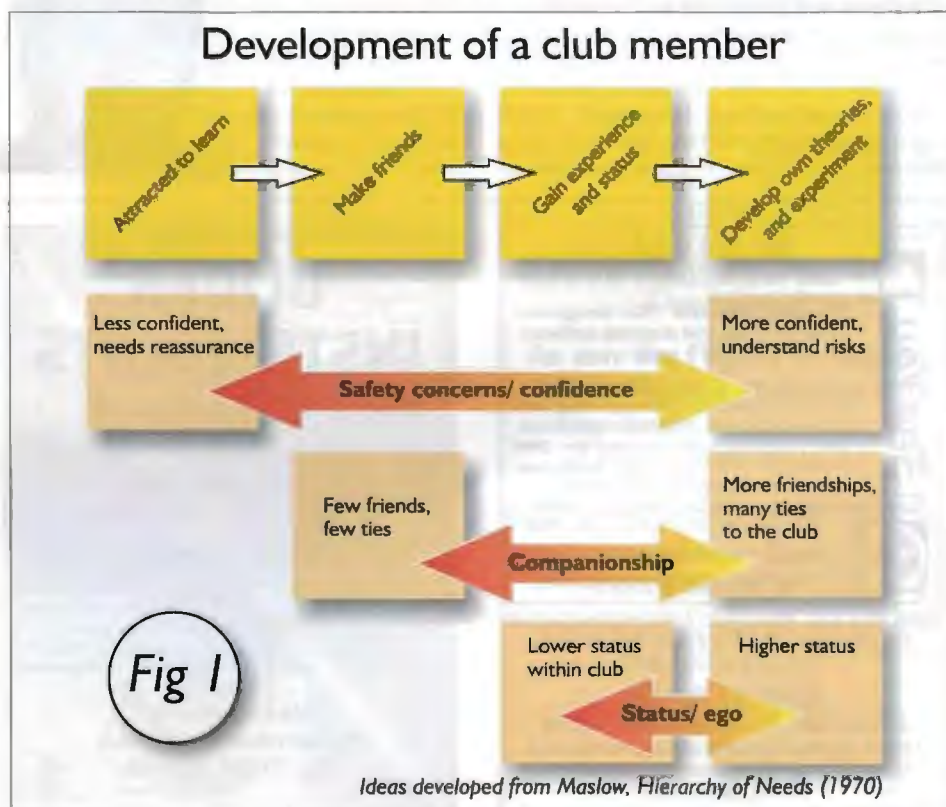 Development of a club member
Attracted to learn
Make friends
Gain experience
and status
Develop own theories,
and experiment
Less confident,
needs reassurance
More confident,
understand risks
Safety concerns/ confidence
Few friends,
few ties
More friendships,
many ties
to the club
Companionship
Lower status
within club
Higher status
Status/ ego
Fig 1
Ideas developed from Maslow, Hierarchy of Needs (1970)